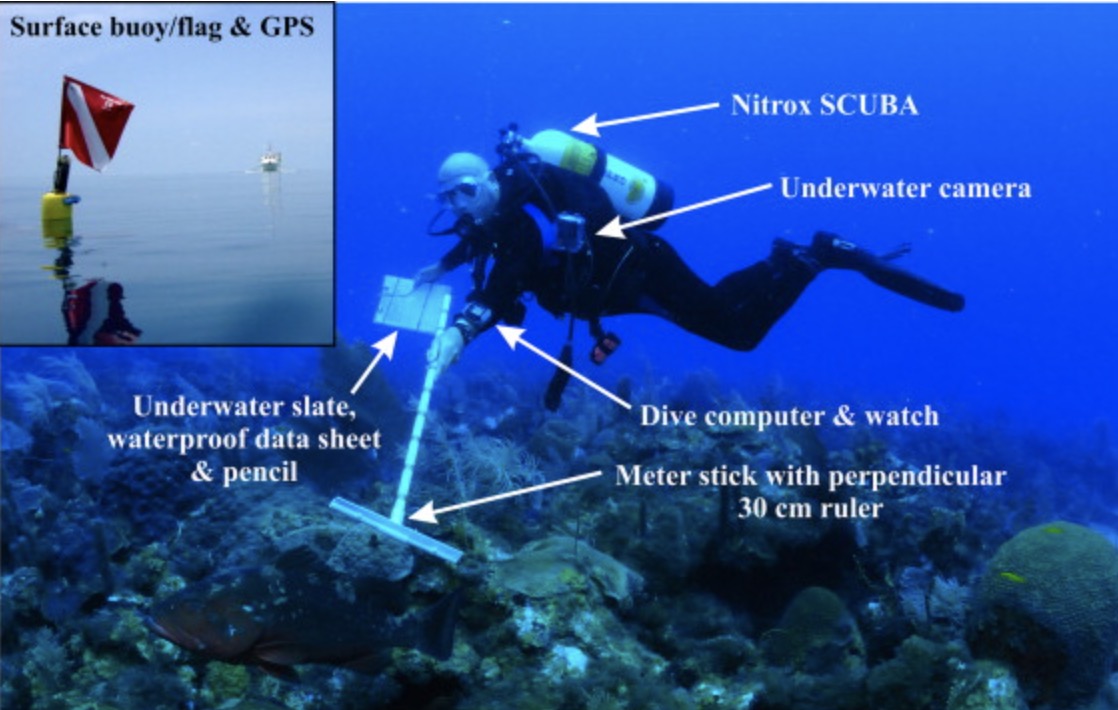 Surface buoy/flag & GPS
Nitrox SCUBA
Underwater camera
Underwater slate,
waterproof data sheet
& pencil
Dive computer & watch
Meter stick with perpendicular
30 cm ruler